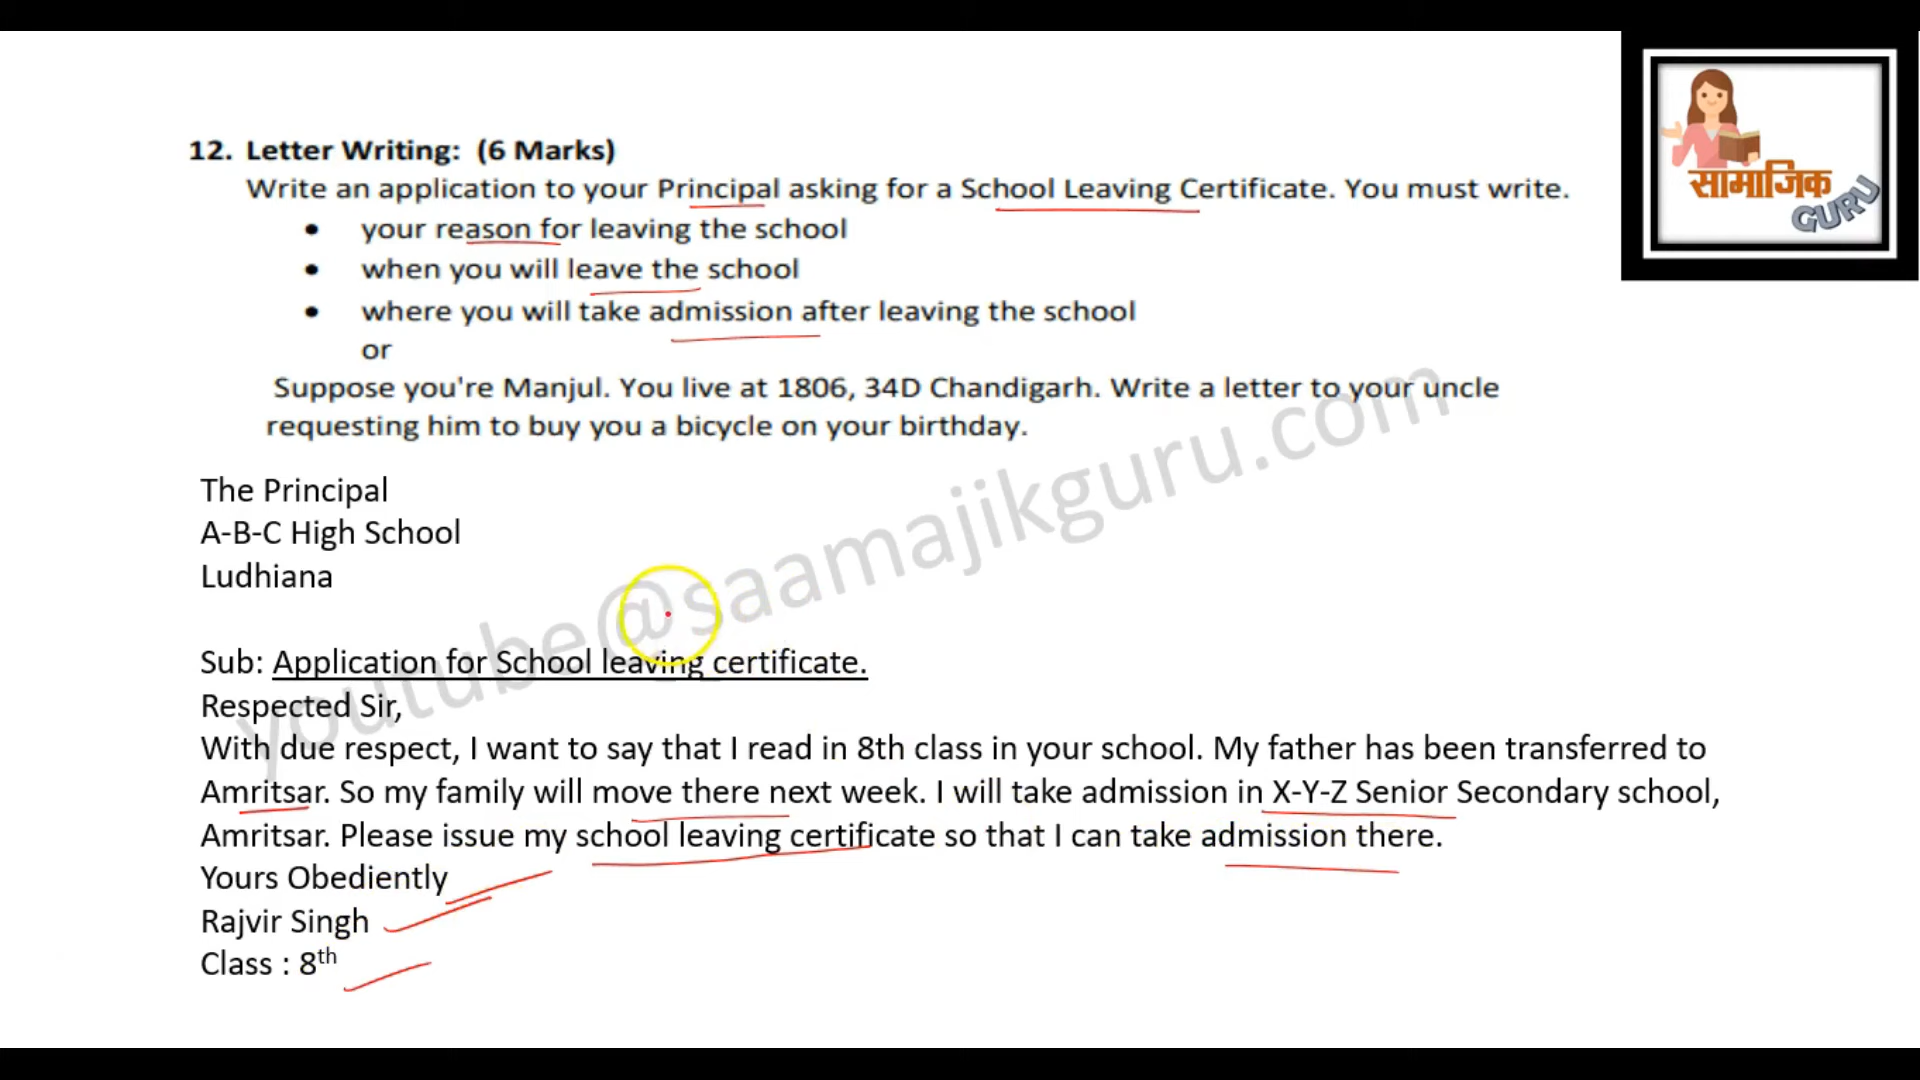 सामाजिक
GURU
12. Letter Writing: (6 Marks)
Write an application to your Principal asking for a School Leaving Certificate. You must write.
• your reason for leaving the school
• when you will leave the school
• where you will take admission after leaving the school
or
Suppose you're Manjul. You live at 1806, 34D Chandigarh. Write a letter to your uncle
requesting him to buy you a bicycle on your birthday.
The Principal
A-B-C High School
Ludhiana
youtube@saamajikguru.com
Sub: Application for School leaving certificate.
Respected Sir,
With due respect, I want to say that I read in 8th class in your school. My father has been transferred to
Amritsar. So my family will move there next week. I will take admission in X-Y-Z Senior Secondary school,
Amritsar. Please issue my school leaving certificate so that I can take admission there.
Yours Obediently
Rajvir Singh
Class : 8th